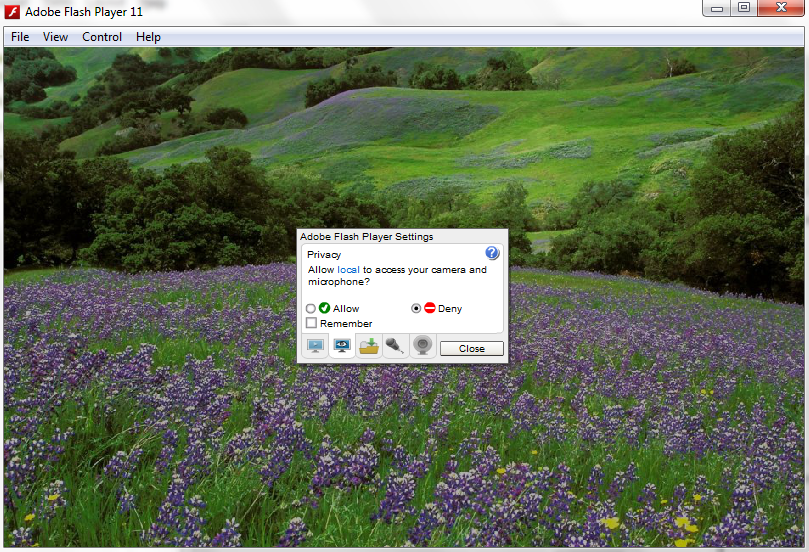 Adobe Flash Player 11
File View Control Help
Adobe Flash Player Settings
Privacy
?
Allow local to access your camera and
microphone?
Allow Deny
Remember
Close